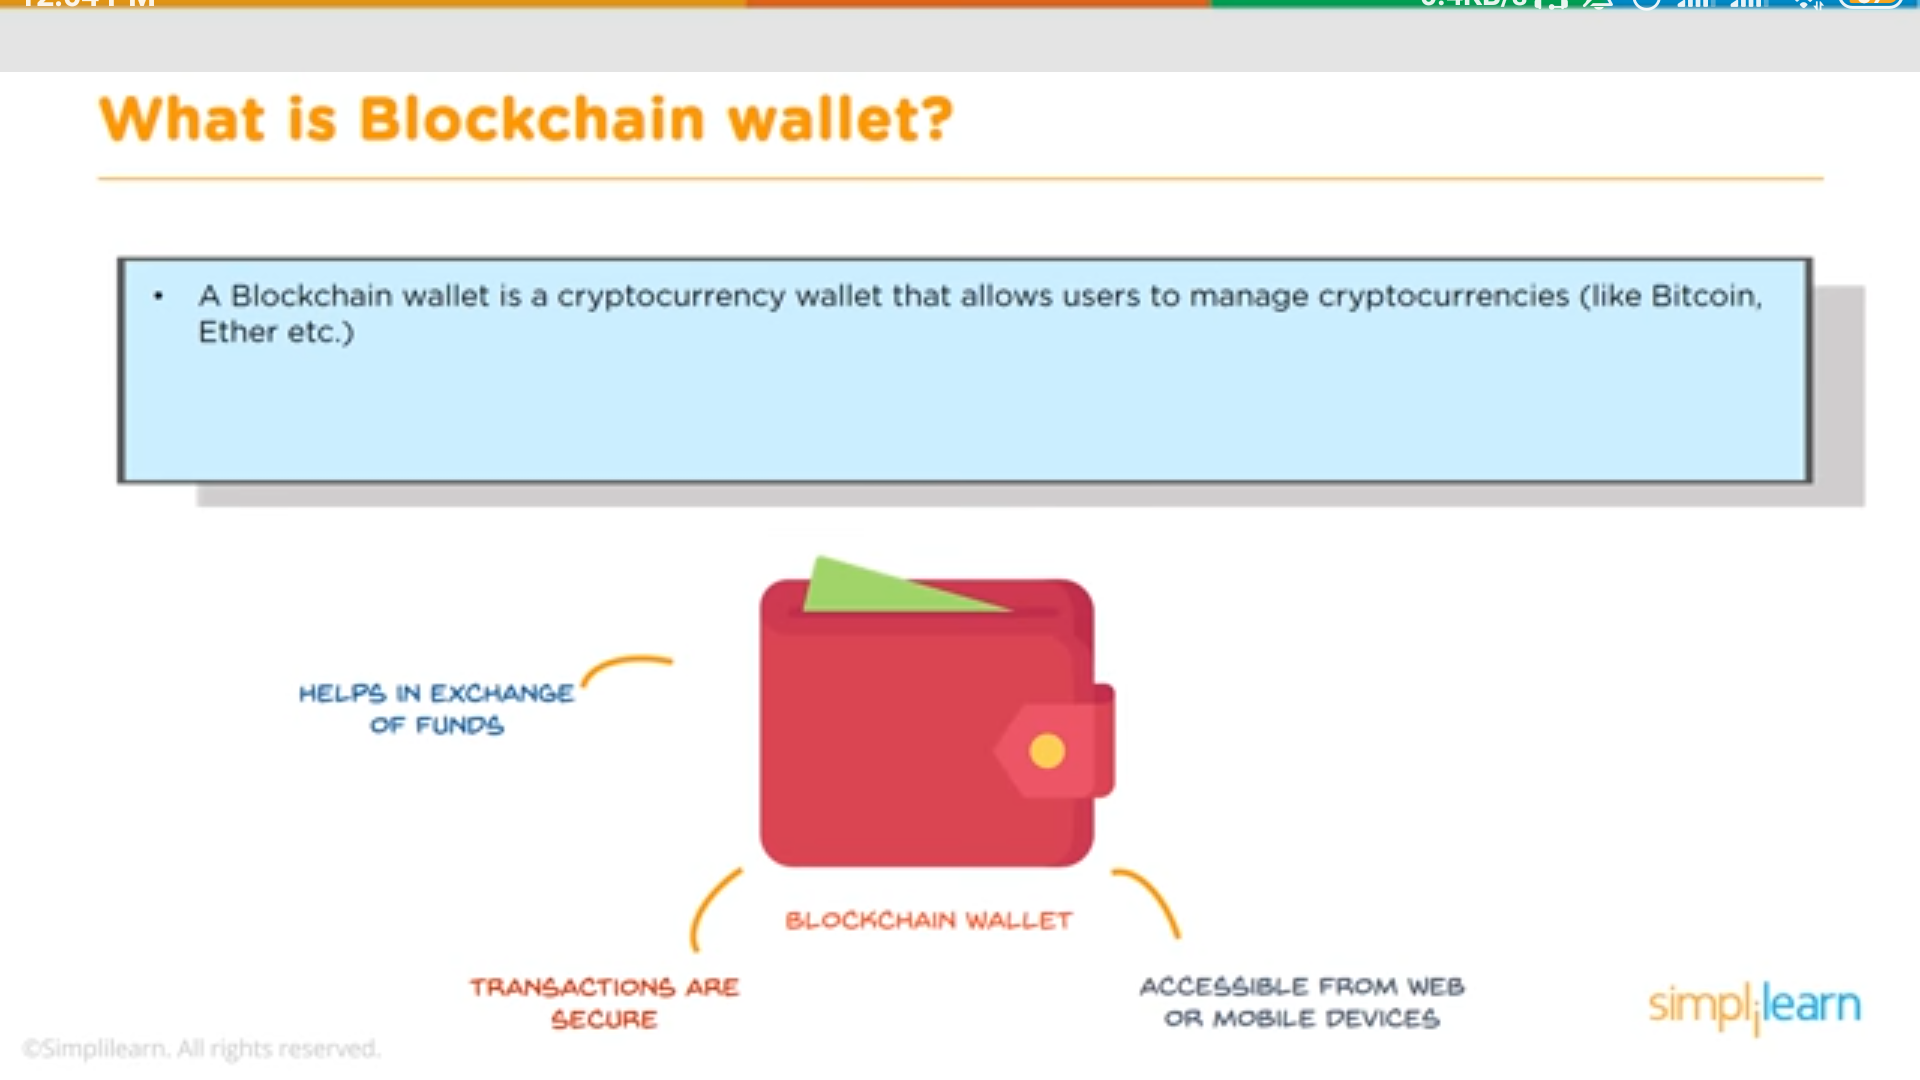 What is Blockchain wallet?
• A Blockchain wallet is a cryptocurrency wallet that allows users to manage cryptocurrencies (like Bitcoin,
Ether etc.)
HELPS IN EXCHANGE
OF FUNDS
BLOCKCHAIN WALLET
TRANSACTIONS ARE
SECURE
ACCESSIBLE FROM WEB
OR MOBILE DEVICES
simplilearn
©Simplilearn. All rights reserved.